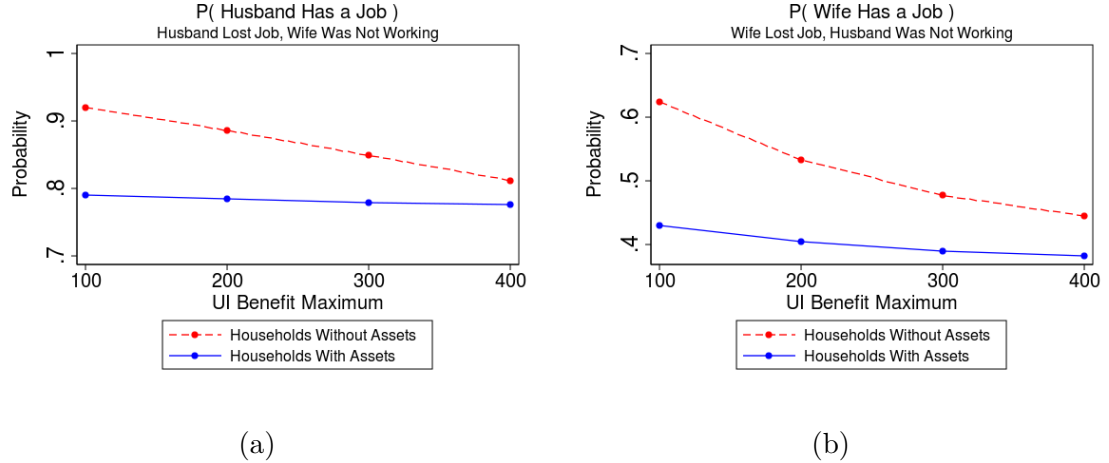 P( Husband Has a Job )
Husband Lost Job, Wife Was Not Working
1
.9
.8
.7
Probability
100 200 300 400
UI Benefit Maximum
Households Without Assets
Households With Assets
(a)
P( Wife Has a Job )
Wife Lost Job, Husband Was Not Working
.7
.6
.5
.4
Probability
100 200 300 400
UI Benefit Maximum
Households Without Assets
Households With Assets
(b)